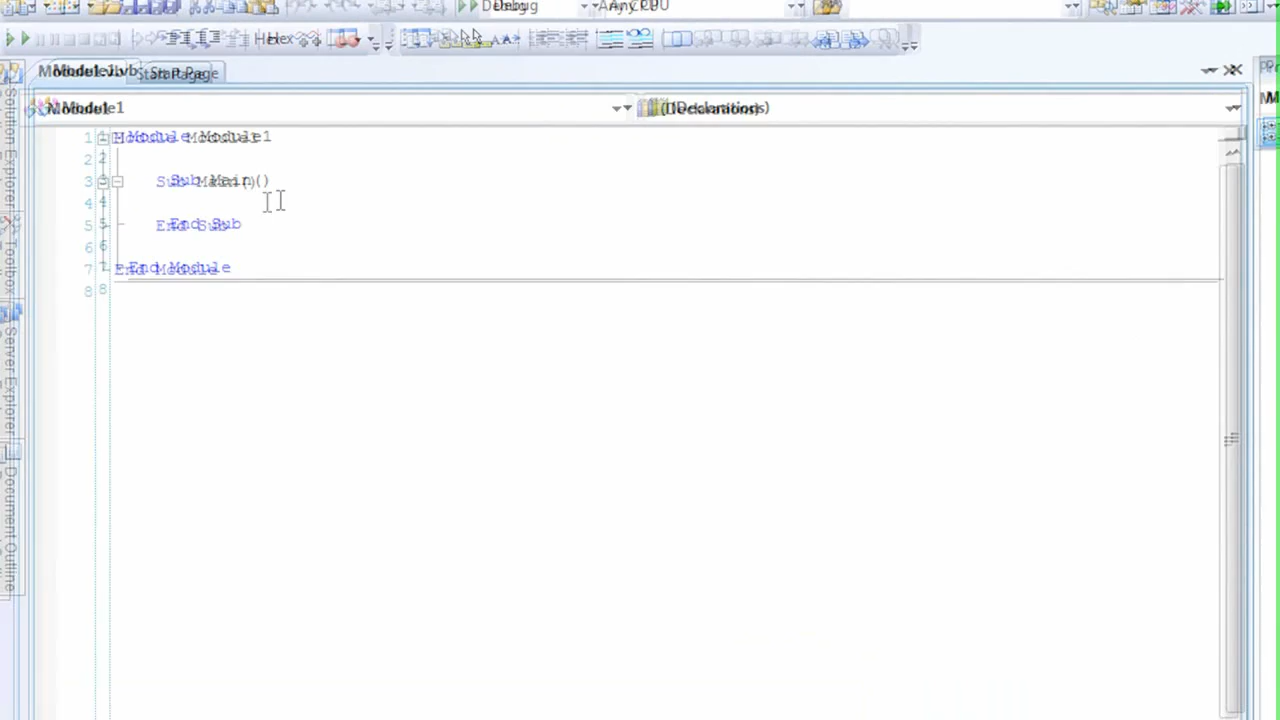 Debug Any CPU
Hex
Module1.vb Start Page
Module1 (Declarations)
1 Module Module1
2
3 Sub Main()
4
5 End Sub
6
7 End Module
8
Solution Explorer
Toolbox
Server Explorer
Document Outline